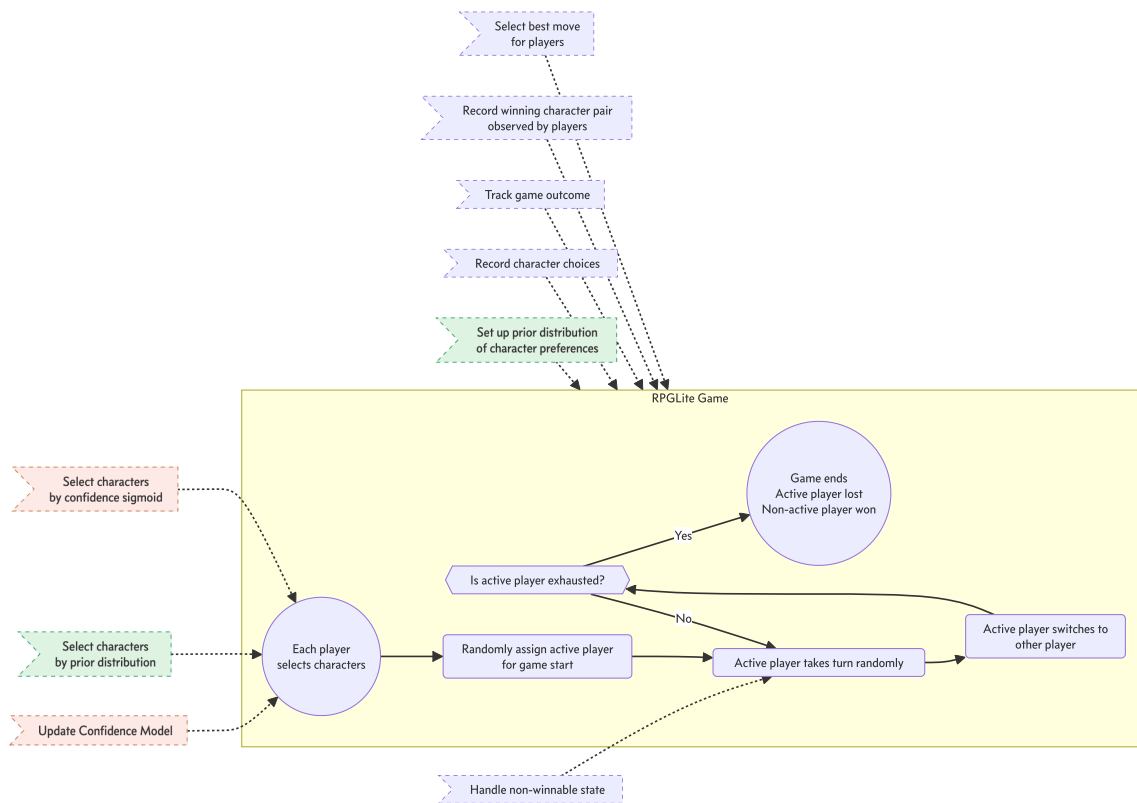 Select best move
for players
Record winning character pair
observed by players
Track game outcome
Record character choices
Set up prior distribution
of character preferences
RPGLite Game
Select characters
by confidence sigmoid
Game ends
Active player lost
Non-active player won
Yes
Is active player exhausted?
No
Select characters
by prior distribution
Each player
selects characters
Randomly assign active player
for game start
Active player takes turn randomly
Active player switches to
other player
Update Confidence Model
Handle non-winnable state